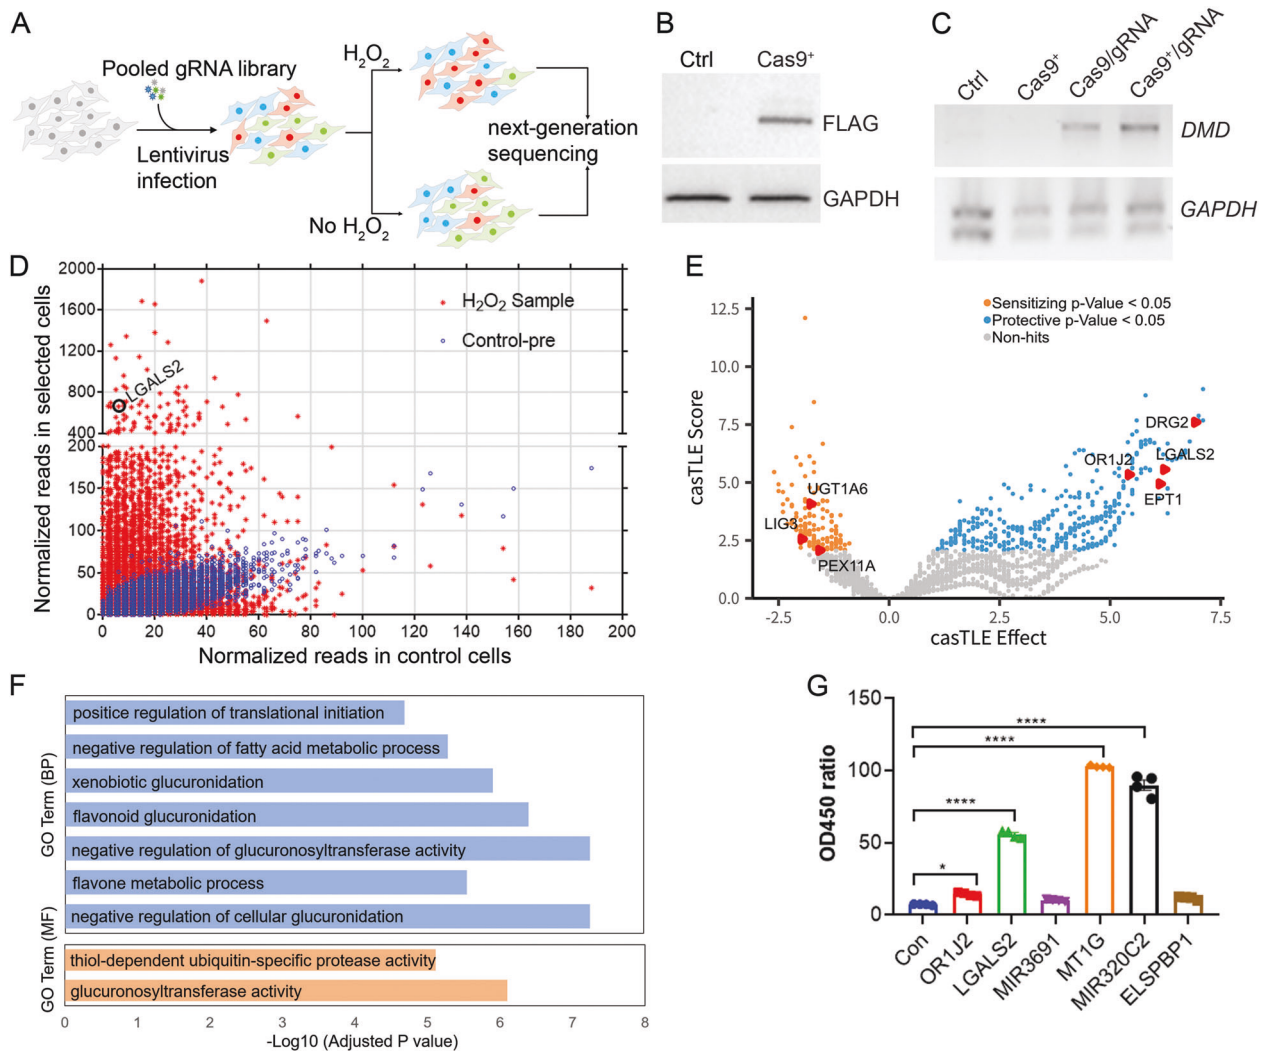 A
Pooled gRNA library
Lentivirus
infection
H2O2
No H2O2
next-generation
sequencing
B
Ctrl
Cas9+
FLAG
GAPDH
C
Ctrl
Cas9+
Cas9/gRNA
Cas9+/gRNA
DMD
GAPDH
D
Normalized reads in selected cells
2000
1600
1200
800
400
200
150
100
50
0
H2O2 Sample
Control-pre
LGALS2
0 20 40 60 80 100 120 140 160 180 200
Normalized reads in control cells
E
casTLE Score
12.5
10.0
7.5
5.0
2.5
0.0
Sensitizing p-Value < 0.05
Protective p-Value < 0.05
Non-hits
DRG2
OR1J2
LGALS2
EPT1
UGT1A6
LIG3
PEX11A
-2.5 0.0 2.5 5.0 7.5
casTLE Effect
F
GO Term (BP)
positice regulation of translational initiation
negative regulation of fatty acid metabolic process
xenobiotic glucuronidation
flavonoid glucuronidation
negative regulation of glucuronosyltransferase activity
flavone metabolic process
negative regulation of cellular glucuronidation
GO Term (MF)
thiol-dependent ubiquitin-specific protease activity
glucuronosyltransferase activity
0 1 2 3 4 5 6 7 8
-Log10 (Adjusted P value)
G
OD450 ratio
150
100
50
0
****
****
****
*
Con
OR1J2
LGALS2
MIR3691
MT1G
MIR320C2
ELSPBP1